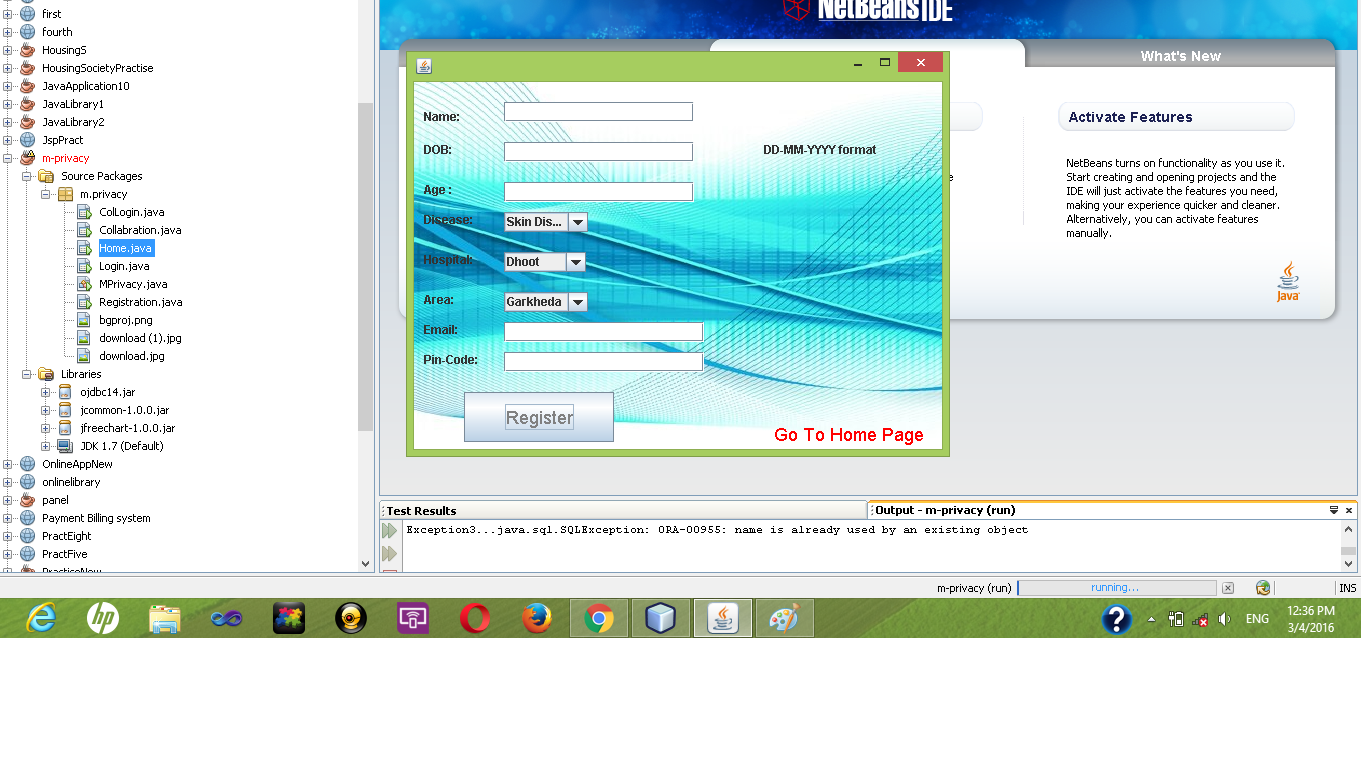 first
fourth
HousingS
HousingSocietyPractise
JavaApplication10
JavaLibrary1
JavaLibrary2
JspPract
m-privacy
Source Packages
m.privacy
ColLogin.java
Collabration.java
Home.java
Login.java
MPrivacy.java
Registration.java
bgproj.png
download (1).jpg
download.jpg
Libraries
ojdbc14.jar
jcommon-1.0.0.jar
jfreechart-1.0.0.jar
JDK 1.7 (Default)
OnlineAppNew
onlinelibrary
panel
Payment Billing system
PractEight
PractFive
PracticeNew
NetBeans IDE
What's New
Activate Features
NetBeans turns on functionality as you use it.
Start creating and opening projects and the
IDE will just activate the features you need,
making your experience quicker and cleaner.
Alternatively, you can activate features
manually.
Java
Name:
DOB:
DD-MM-YYYY format
Age :
Disease:
Skin Dis...
Hospital:
Dhoot
Area:
Garkheda
Email:
Pin-Code:
Register
Go To Home Page
Test Results
Output - m-privacy (run)
Exception3...java.sql.SQLException: ORA-00955: name is already used by an existing object
m-privacy (run)
running...
INS
hp
ENG
12:36 PM
3/4/2016